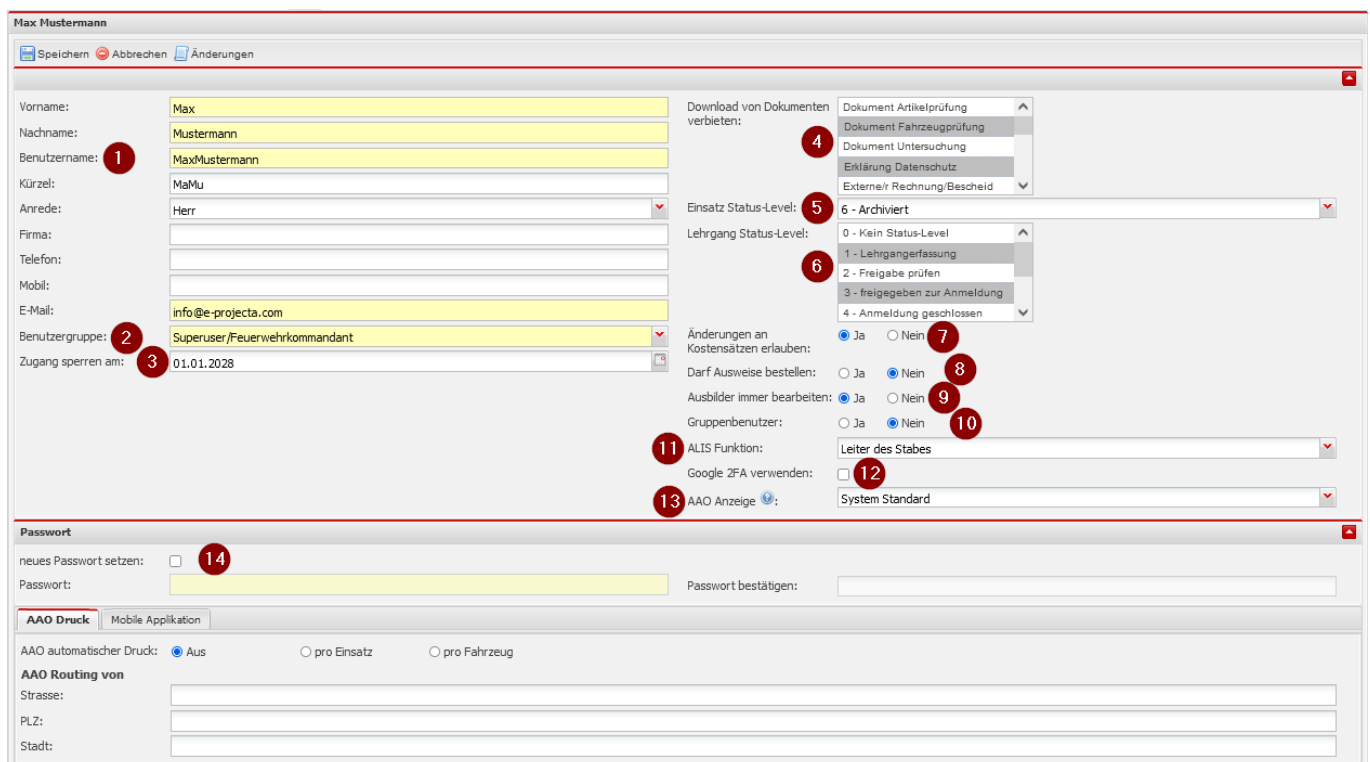 Max Mustermann
Speichern Abbrechen Änderungen
Vorname: Max
Nachname: Mustermann
Benutzername: 1 MaxMustermann
Kürzel: MaMu
Anrede: Herr
Firma:
Telefon:
Mobil:
E-Mail: info@e-projecta.com
Benutzergruppe: 2 Superuser/Feuerwehrkommandant
Zugang sperren am: 3 01.01.2028
Download von Dokumenten
verbieten:
4
Dokument Artikelprüfung
Dokument Fahrzeugprüfung
Dokument Untersuchung
Erklärung Datenschutz
Externe/r Rechnung/Bescheid
Einsatz Status-Level: 5 6 - Archiviert
Lehrgang Status-Level:
6
0 - Kein Status-Level
1 - Lehrgangerfassung
2 - Freigabe prüfen
3 - freigegeben zur Anmeldung
4 - Anmeldung geschlossen
Änderungen an
Kostensätzen erlauben:
Ja Nein 7
Darf Ausweise bestellen: Ja Nein 8
Ausbilder immer bearbeiten: Ja Nein 9
Gruppenbenutzer: Ja Nein 10
11 ALIS Funktion: Leiter des Stabes
Google 2FA verwenden: 12
13 AAO Anzeige ?: System Standard
Passwort
neues Passwort setzen: 14
Passwort: Passwort bestätigen:
AAO Druck Mobile Applikation
AAO automatischer Druck: Aus pro Einsatz pro Fahrzeug
AAO Routing von
Strasse:
PLZ:
Stadt: